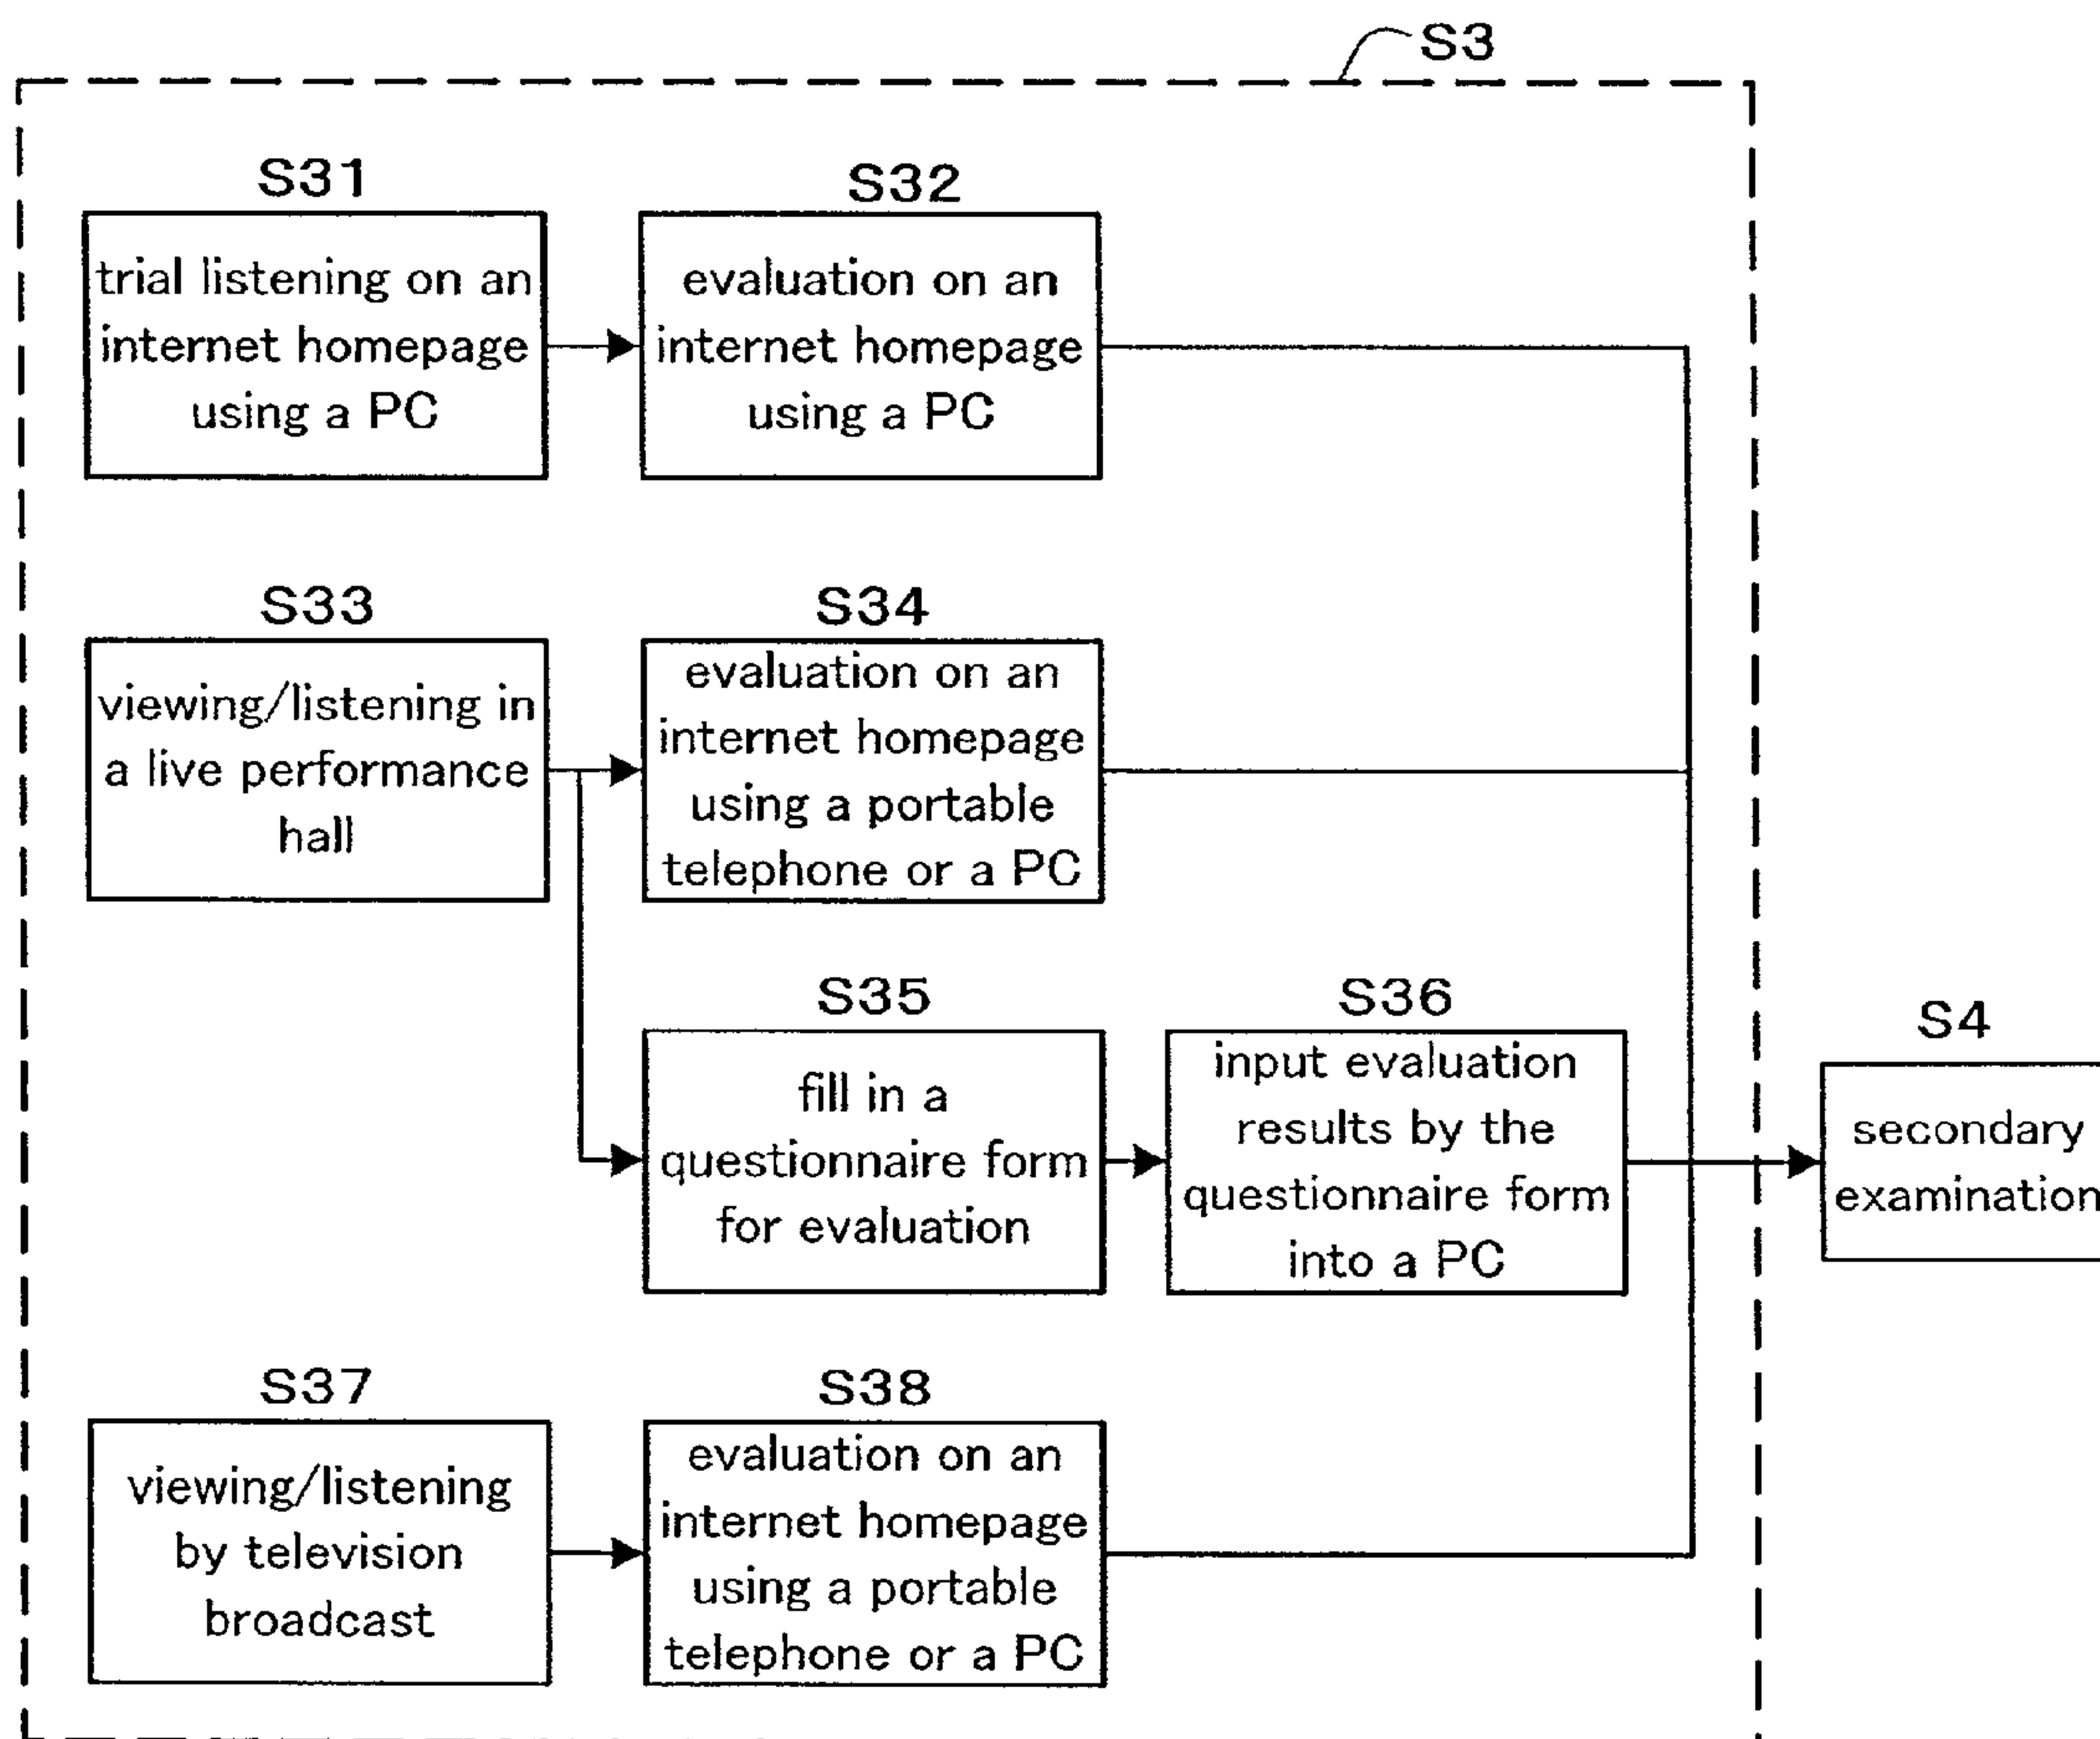 S3
S31
trial listening on an
internet homepage
using a PC
S32
evaluation on an
internet homepage
using a PC
S33
viewing/listening in
a live performance
hall
S34
evaluation on an
internet homepage
using a portable
telephone or a PC
S35
fill in a
questionnaire form
for evaluation
S36
input evaluation
results by the
questionnaire form
into a PC
S4
secondary
examination
S37
viewing/listening
by television
broadcast
S38
evaluation on an
internet homepage
using a portable
telephone or a PC